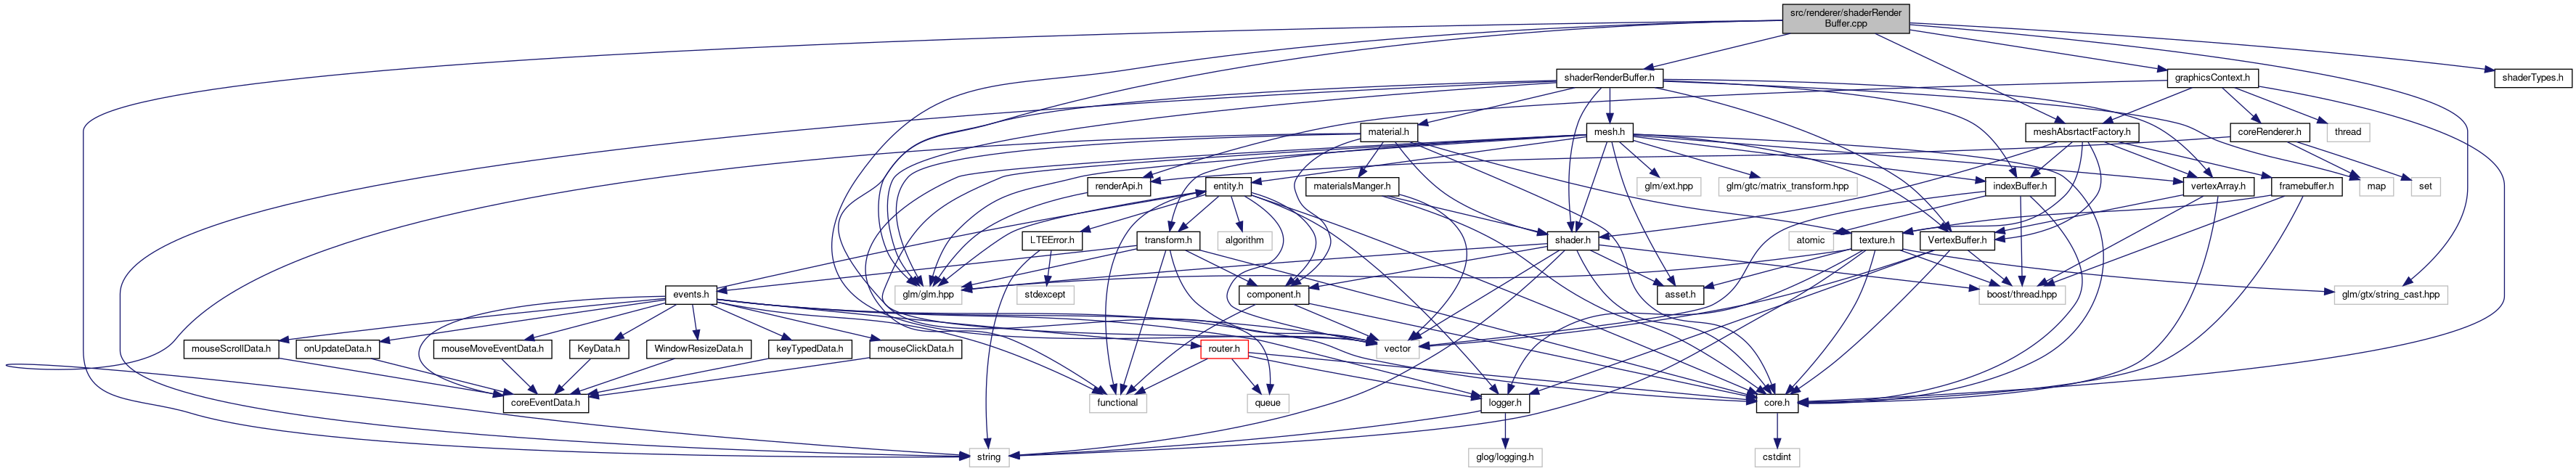 src/renderer/shaderRender
Buffer.cpp
shaderRenderBuffer.h
graphicsContext.h
shaderTypes.h
material.h
mesh.h
meshAbsrtactFactory.h
coreRenderer.h
thread
renderApi.h
entity.h
materialsManger.h
glm/ext.hpp
glm/gtc/matrix_transform.hpp
indexBuffer.h
vertexArray.h
framebuffer.h
map
set
LTEError.h
transform.h
algorithm
shader.h
atomic
texture.h
VertexBuffer.h
events.h
glm/glm.hpp
stdexcept
component.h
asset.h
boost/thread.hpp
glm/gtx/string_cast.hpp
mouseScrollData.h
onUpdateData.h
mouseMoveEventData.h
KeyData.h
WindowResizeData.h
keyTypedData.h
mouseClickData.h
router.h
vector
coreEventData.h
functional
queue
logger.h
core.h
string
glog/logging.h
cstdint